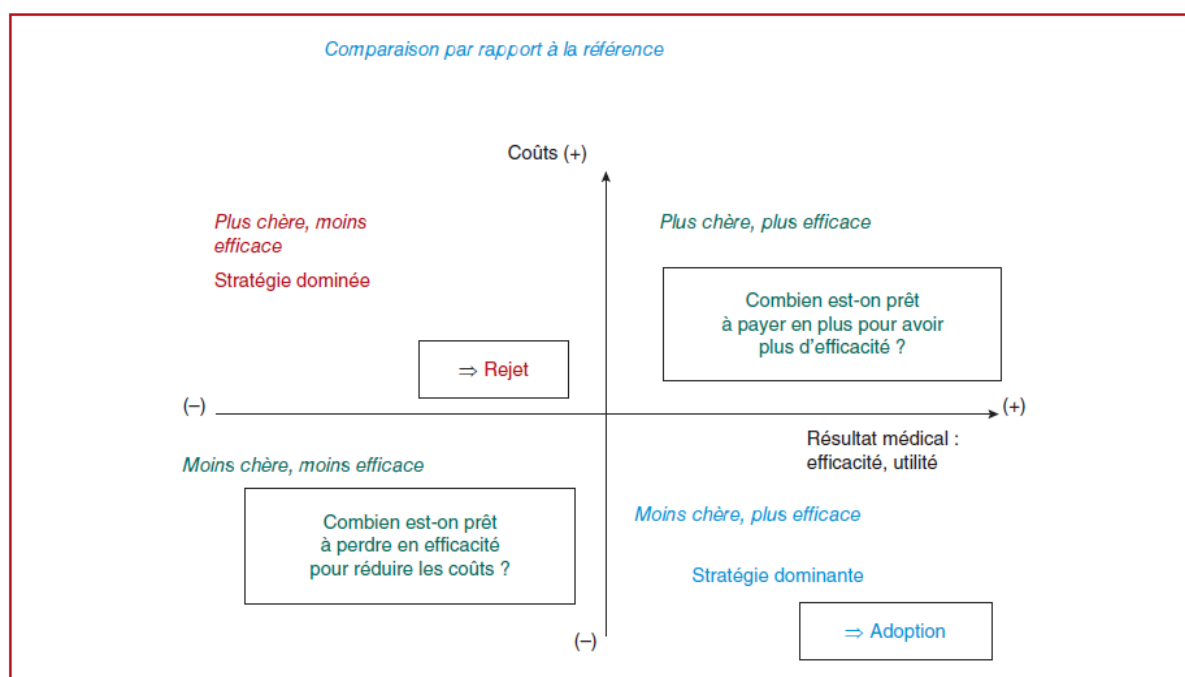 Comparaison par rapport à la référence
Coûts (+)
Plus chère, moins
efficace
Stratégie dominée
⇒ Rejet
Plus chère, plus efficace
Combien est-on prêt
à payer en plus pour avoir
plus d'efficacité ?
(–)
(+)
Résultat médical :
efficacité, utilité
Moins chère, moins efficace
Combien est-on prêt
à perdre en efficacité
pour réduire les coûts ?
Moins chère, plus efficace
Stratégie dominante
⇒ Adoption
(–)